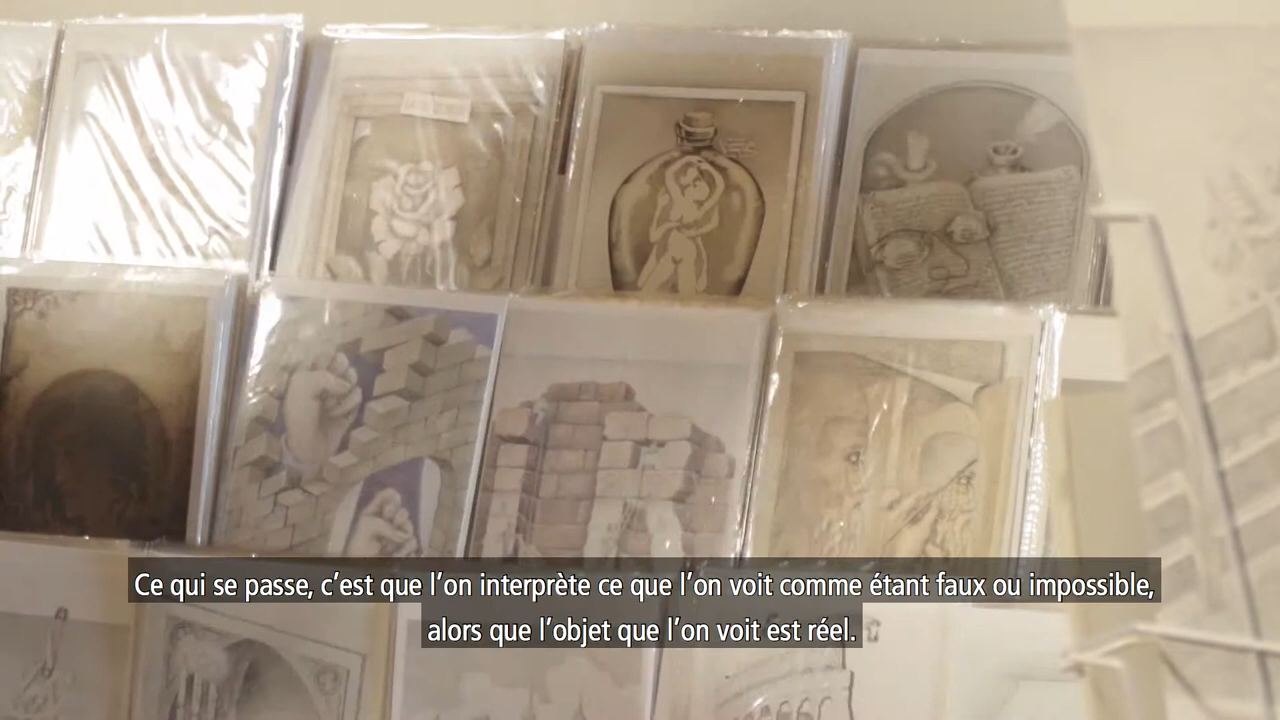 Ce qui se passe, c’est que l’on interprète ce que l’on voit comme étant faux ou impossible,
alors que l’objet que l’on voit est réel.